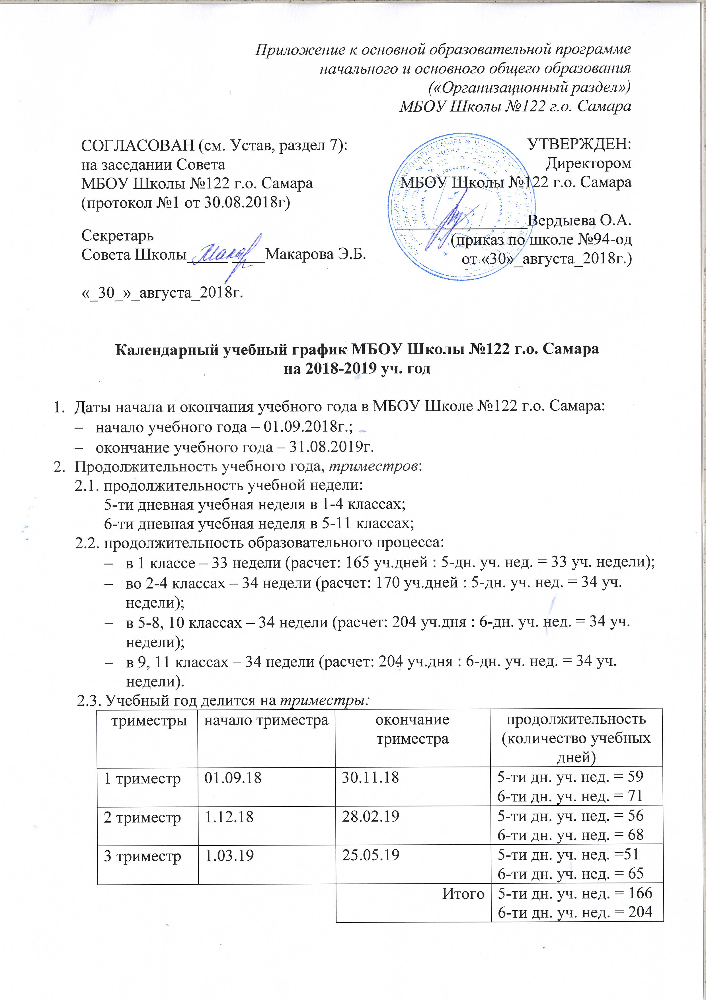 Приложение к основной образовательной программе
начального и основного общего образования
(«Организационный раздел»)
МБОУ Школы №122 г.о. Самара
СОГЛАСОВАН (см. Устав, раздел 7):
на заседании Совета
МБОУ Школы №122 г.о. Самара
(протокол №1 от 30.08.2018г)
Секретарь
Совета Школы_____ ____Макарова Э.Б.
«_30_»_августа_2018г.
УТВЕРЖДЕН:
Директором
МБОУ Школы №122 г.о. Самара
________________Вердыева О.А.
(приказ по школе №94-од
от «30»_августа_2018г.)
Календарный учебный график МБОУ Школы №122 г.о. Самара
на 2018-2019 уч. год
1. Даты начала и окончания учебного года в МБОУ Школе №122 г.о. Самара:
– начало учебного года – 01.09.2018г.;
– окончание учебного года – 31.08.2019г.
2. Продолжительность учебного года, триместров:
2.1. продолжительность учебной недели:
5-ти дневная учебная неделя в 1-4 классах;
6-ти дневная учебная неделя в 5-11 классах;
2.2. продолжительность образовательного процесса:
– в 1 классе – 33 недели (расчет: 165 уч.дней : 5-дн. уч. нед. = 33 уч. недели);
– во 2-4 классах – 34 недели (расчет: 170 уч.дней : 5-дн. уч. нед. = 34 уч.
недели);
– в 5-8, 10 классах – 34 недели (расчет: 204 уч.дня : 6-дн. уч. нед. = 34 уч.
недели);
– в 9, 11 классах – 34 недели (расчет: 204 уч.дня : 6-дн. уч. нед. = 34 уч.
недели).
2.3. Учебный год делится на триместры:
триместры начало триместра окончание продолжительность
триместра (количество учебных
дней)
1 триместр 01.09.18 30.11.18 5-ти дн. уч. нед. = 59
6-ти дн. уч. нед. = 71
2 триместр 1.12.18 28.02.19 5-ти дн. уч. нед. = 56
6-ти дн. уч. нед. = 68
3 триместр 1.03.19 25.05.19 5-ти дн. уч. нед. =51
6-ти дн. уч. нед. = 65
Итого 5-ти дн. уч. нед. = 166
6-ти дн. уч. нед. = 204